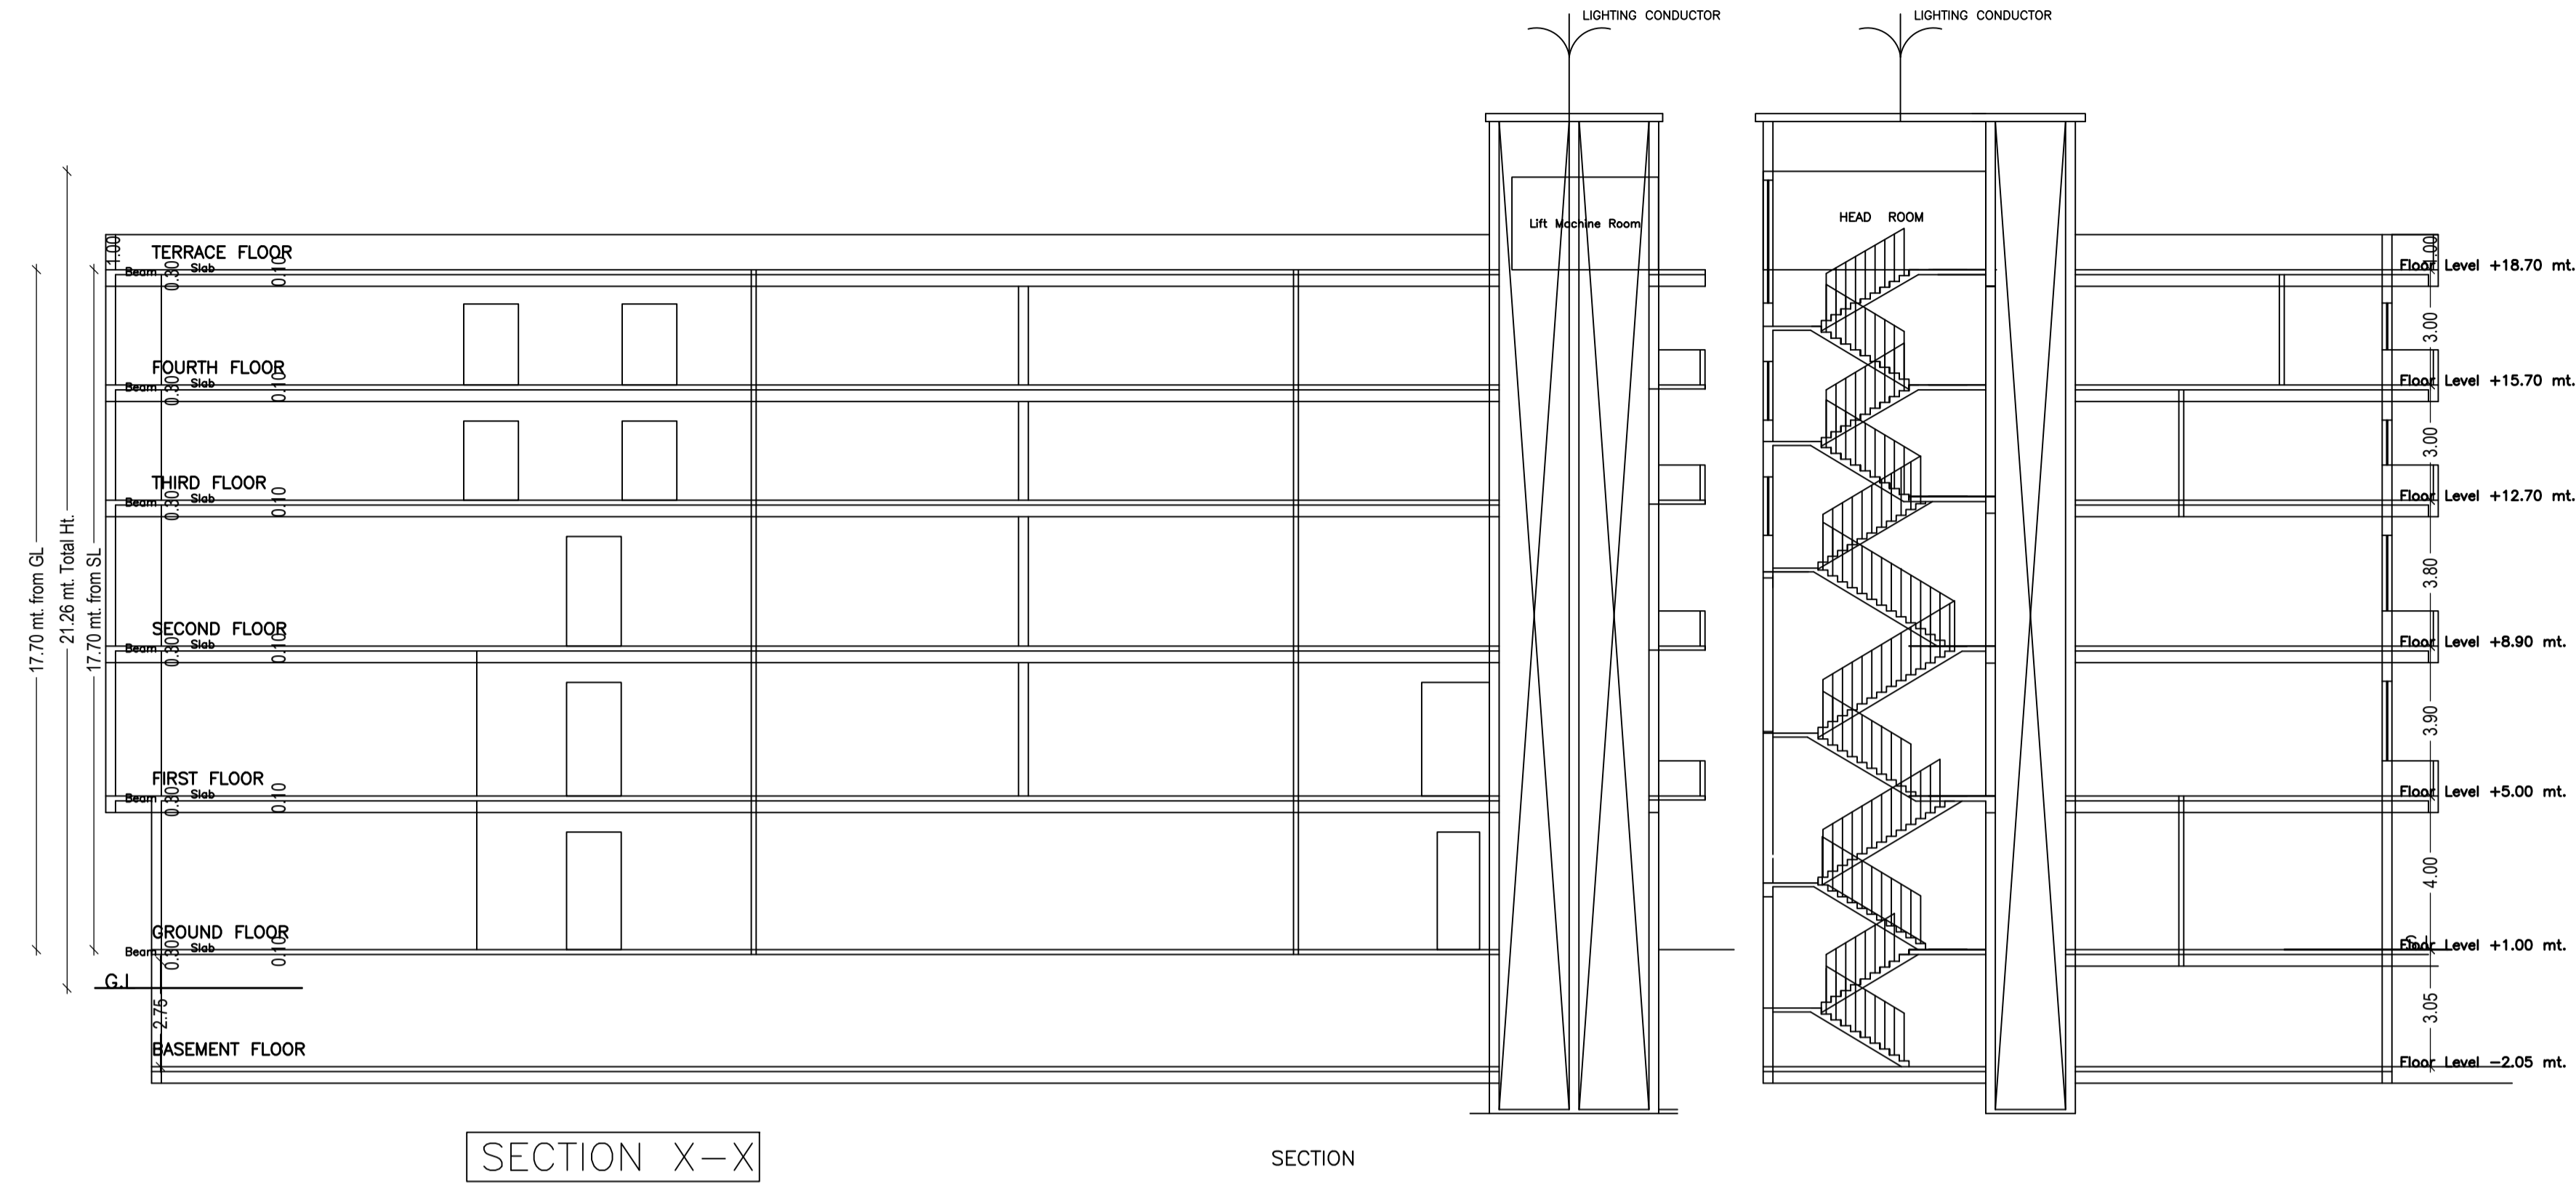 LIGHTING CONDUCTOR
LIGHTING CONDUCTOR
Lift Machine Room
HEAD ROOM
1.00
TERRACE FLOOR
Beam 0.30 Slab 0.10
1.00
Floor Level +18.70 mt.
3.00
FOURTH FLOOR
Beam 0.30 Slab 0.10
Floor Level +15.70 mt.
3.00
THIRD FLOOR
Beam 0.30 Slab 0.10
Floor Level +12.70 mt.
17.70 mt. from GL
21.26 mt. Total Ht.
17.70 mt. from SL
3.80
SECOND FLOOR
Beam 0.30 Slab 0.10
Floor Level +8.90 mt.
3.90
FIRST FLOOR
Beam 0.30 Slab 0.10
Floor Level +5.00 mt.
4.00
GROUND FLOOR
Beam 0.30 Slab 0.10
Floor Level +1.00 mt.
G.L
2.75
3.05
BASEMENT FLOOR
Floor Level -2.05 mt.
SECTION X-X
SECTION